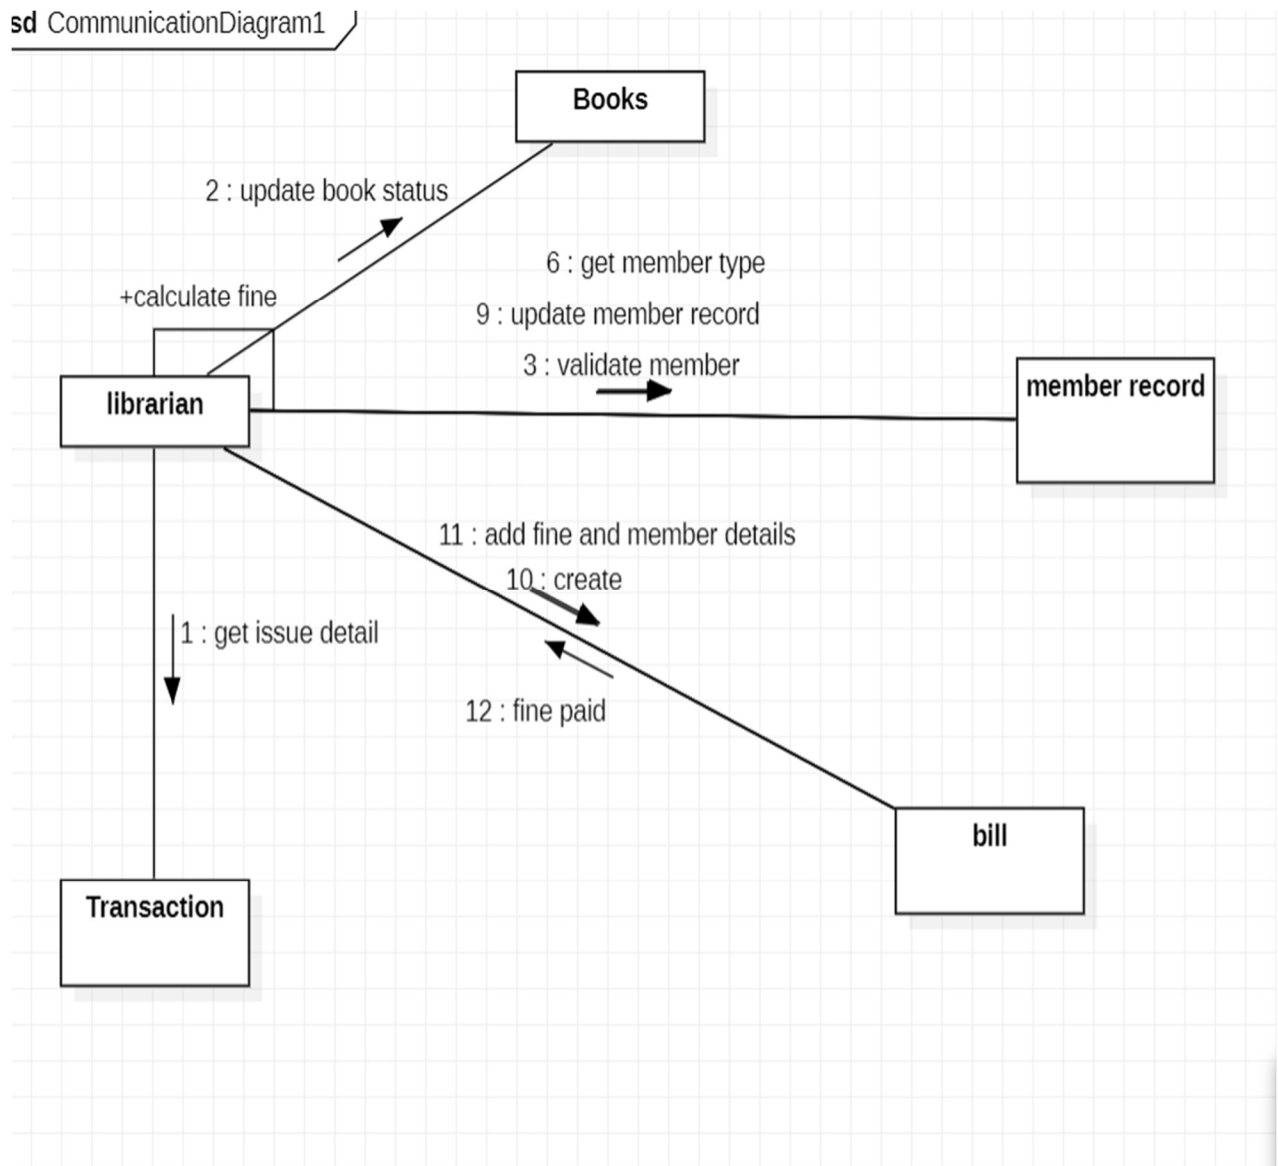 sd CommunicationDiagram1
Books
2 : update book status
6 : get member type
+calculate fine
9 : update member record
3 : validate member
librarian
member record
11 : add fine and member details
10 : create
1 : get issue detail
12 : fine paid
bill
Transaction